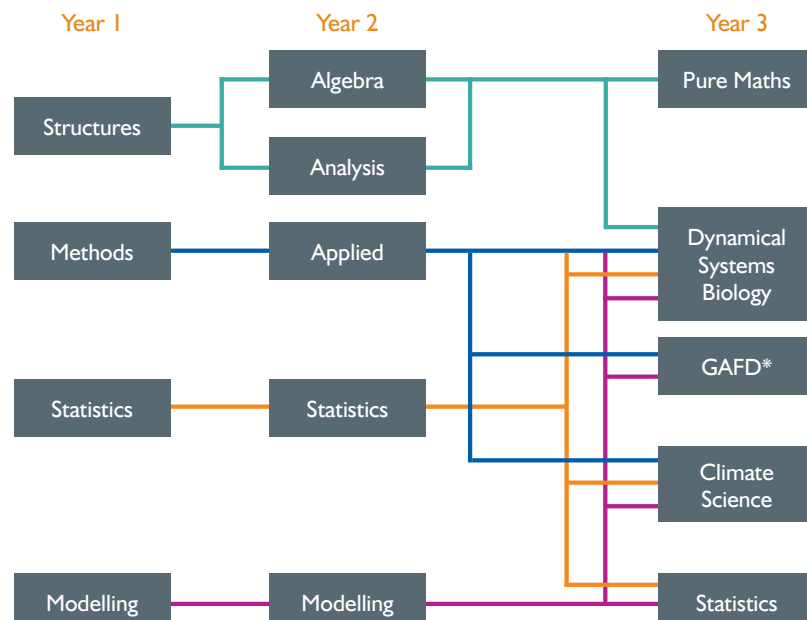 Year 1
Year 2
Year 3
Structures
Algebra
Analysis
Pure Maths
Methods
Applied
Dynamical
Systems
Biology
GAFD*
Statistics
Statistics
Climate
Science
Modelling
Modelling
Statistics